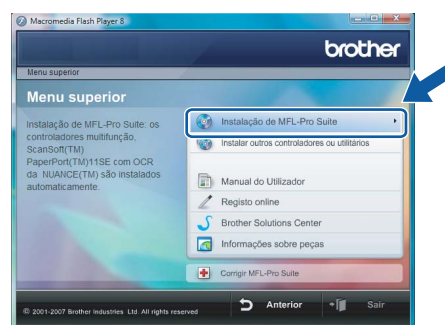 Macromedia Flash Player 8
brother
Menu superior
Menu superior
Instalação de MFL-Pro Suite: os
controladores multifunção,
ScanSoft(TM)
PaperPort(TM)11SE com OCR
da NUANCE(TM) são instalados
automaticamente.
Instalação de MFL-Pro Suite
Instalar outros controladores ou utilitários
Manual do Utilizador
Registo online
Brother Solutions Center
Informações sobre peças
Corrigir MFL-Pro Suite
© 2001-2007 Brother Industries Ltd. All rights reserved
Anterior
Sair